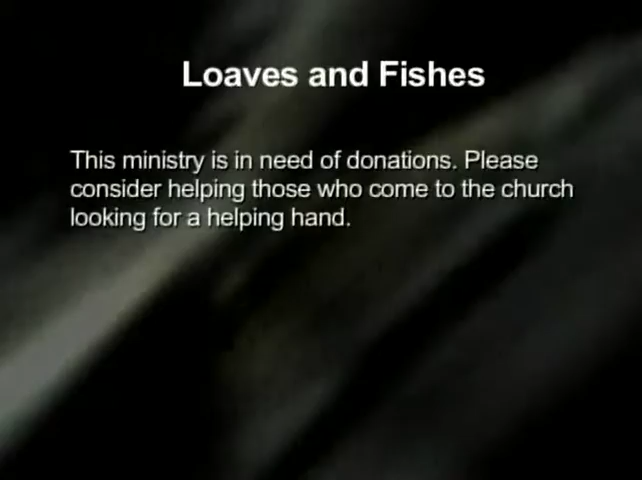 Loaves and Fishes
This ministry is in need of donations. Please
consider helping those who come to the church
looking for a helping hand.